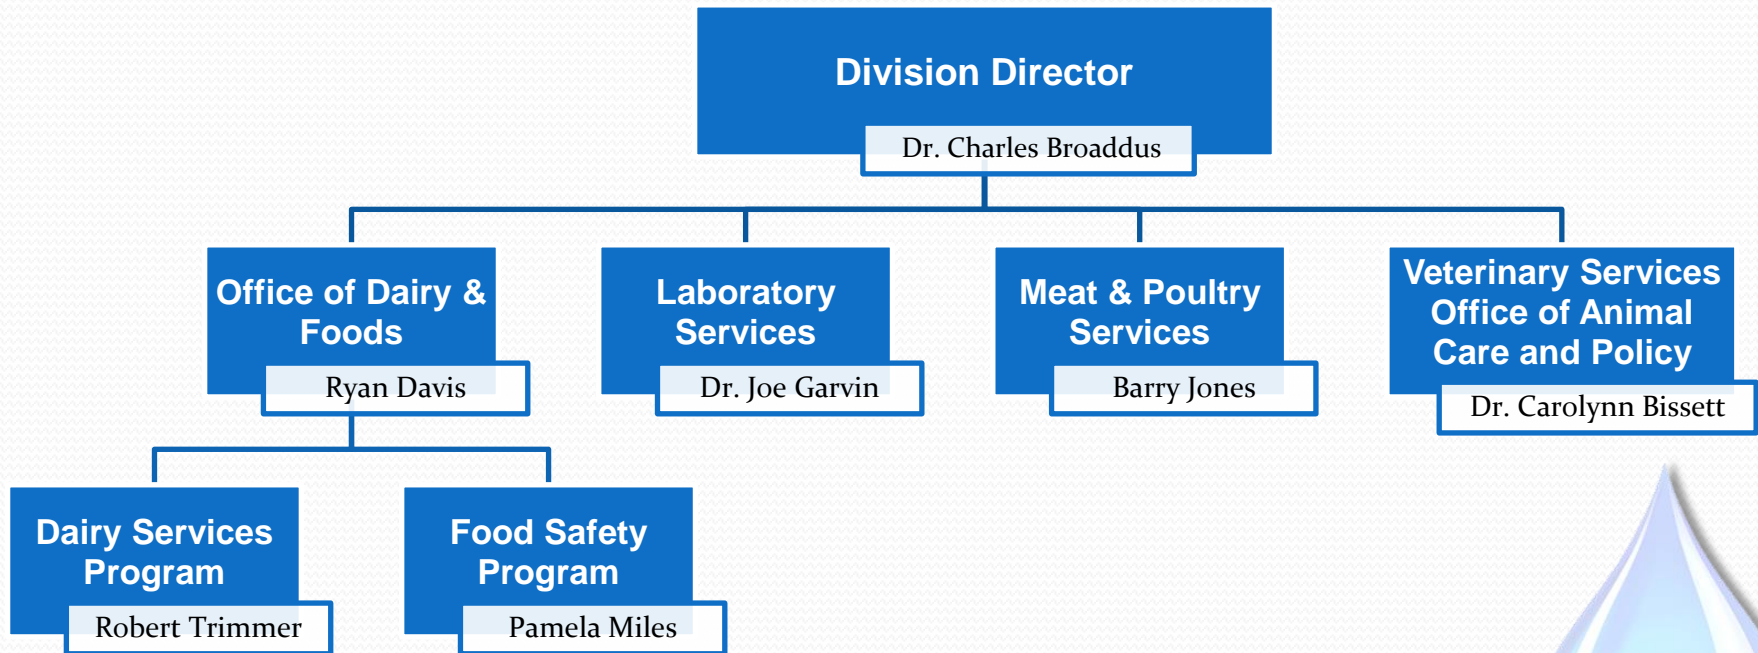 Division Director
Dr. Charles Broaddus
Office of Dairy &
Foods
Ryan Davis
Laboratory
Services
Dr. Joe Garvin
Meat & Poultry
Services
Barry Jones
Veterinary Services
Office of Animal
Care and Policy
Dr. Carolynn Bissett
Dairy Services
Program
Robert Trimmer
Food Safety
Program
Pamela Miles